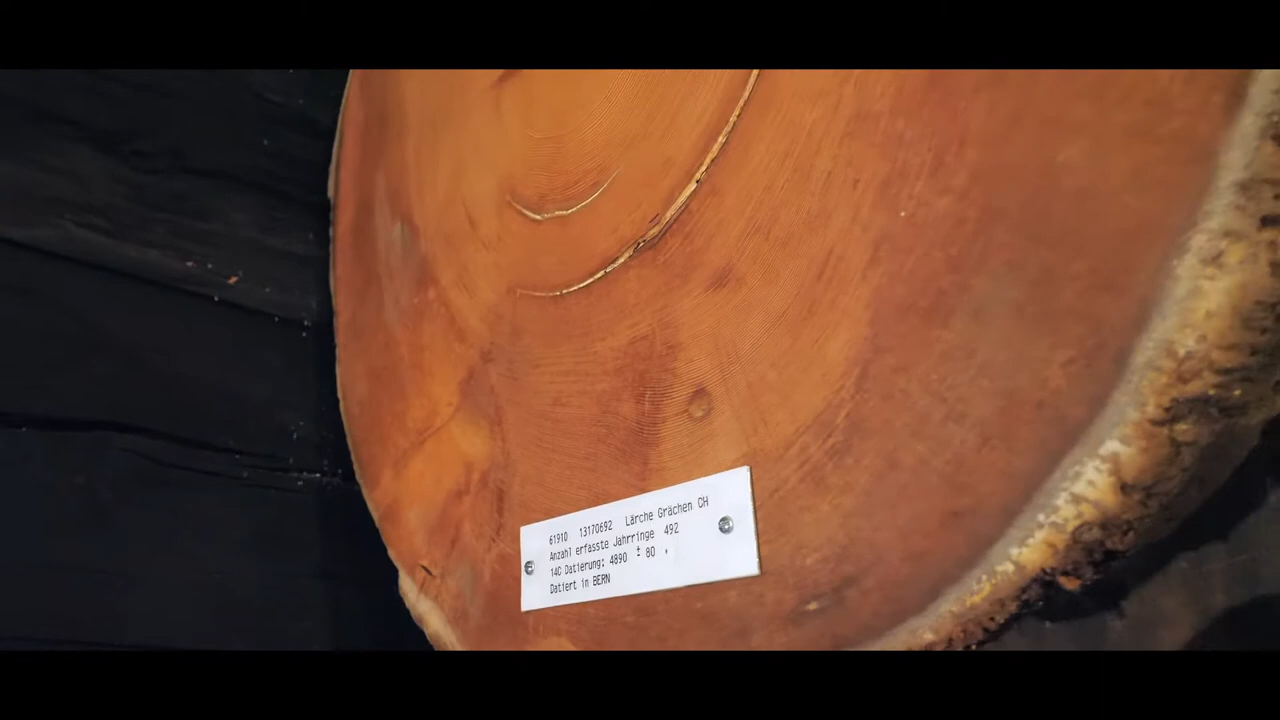 61910 13170692 Lärche Grächen CH
Anzahl erfasste Jahrringe 492
14C Datierung: 4890 ± 80
Datiert in BERN